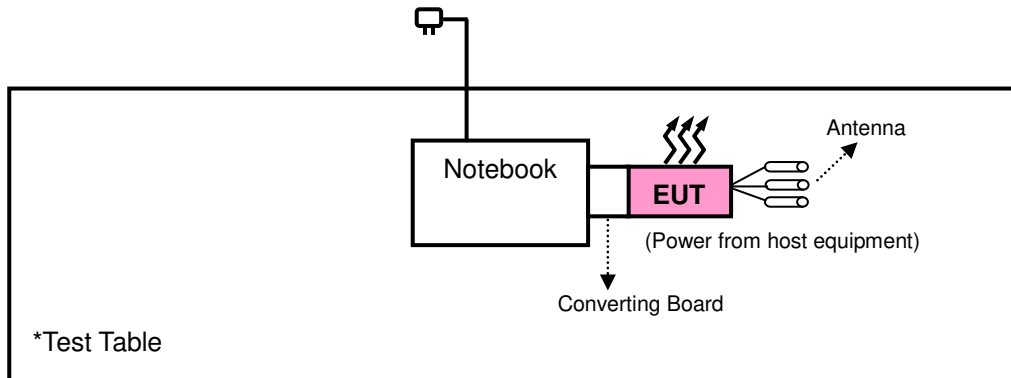 Antenna
Notebook
EUT
(Power from host equipment)
Converting Board
*Test Table